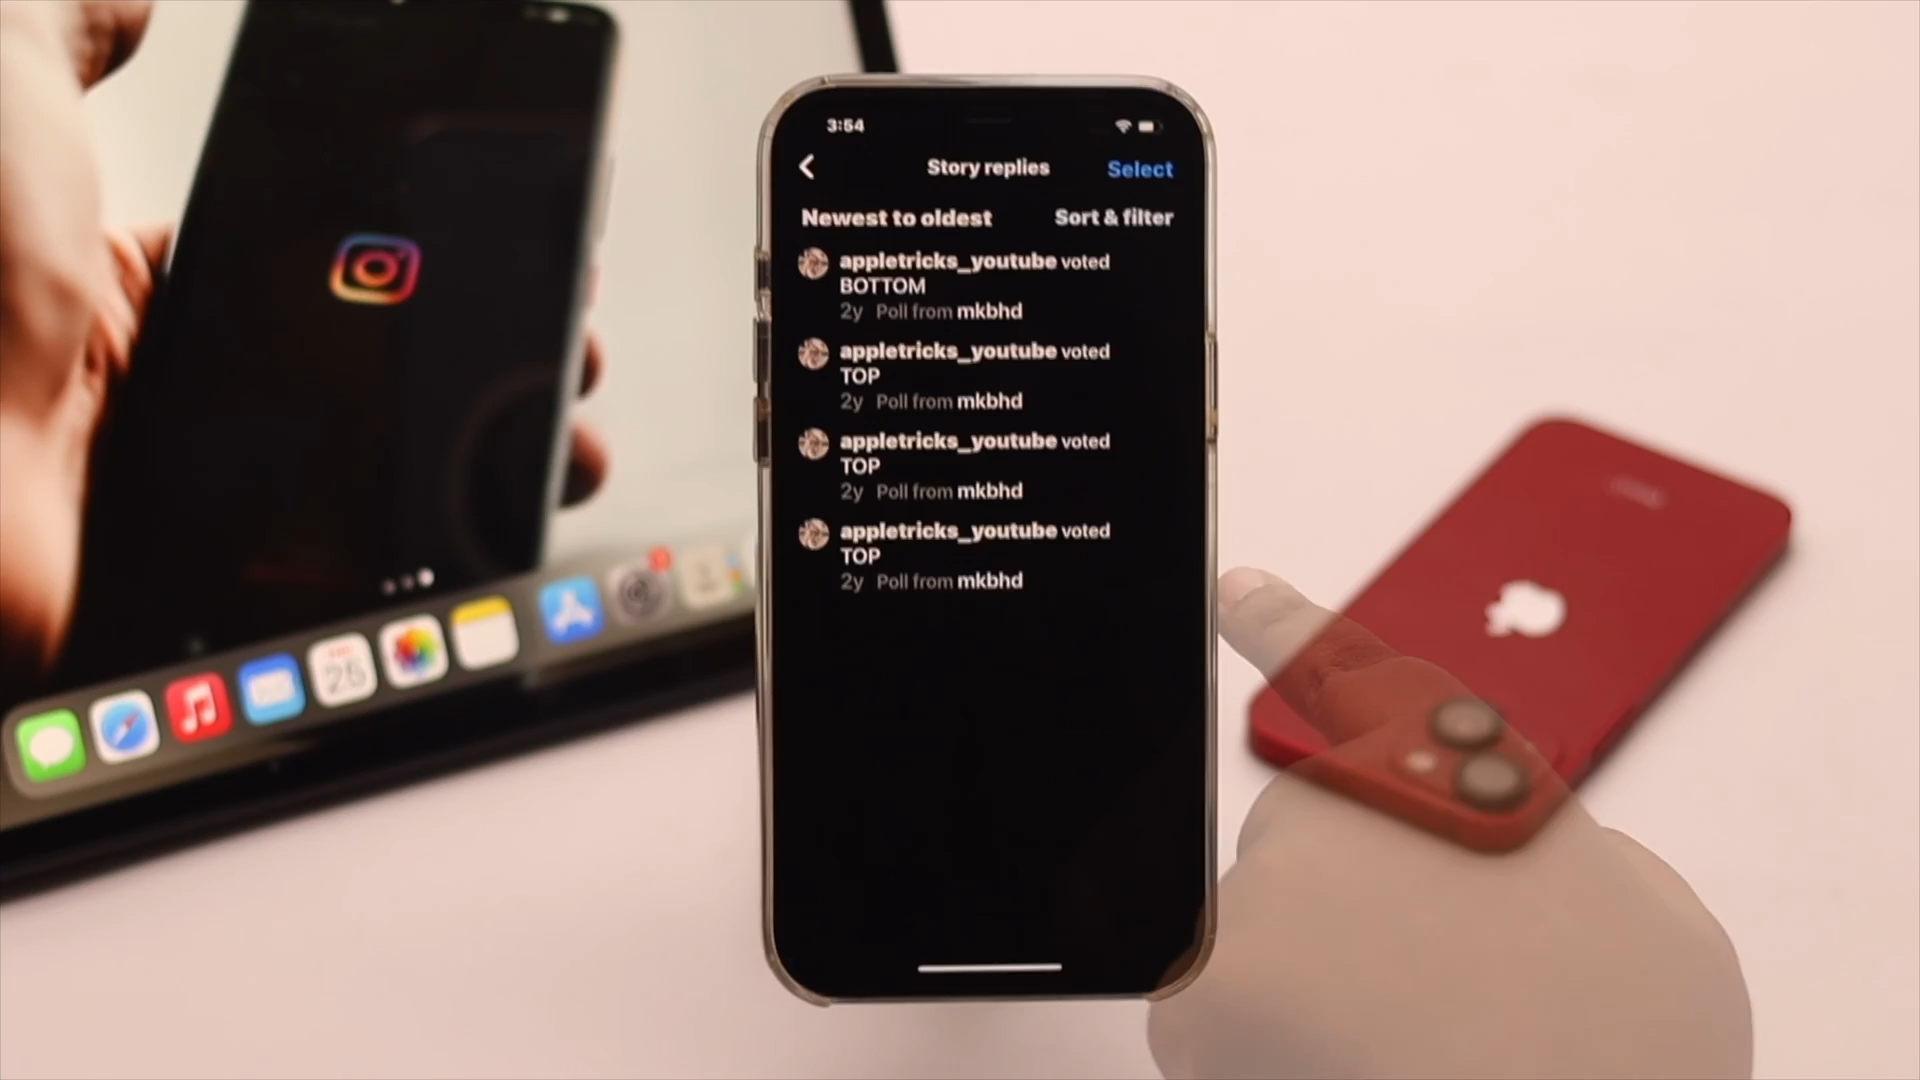 3:54
Story replies
Select
Newest to oldest
Sort & filter
appletricks_youtube voted
BOTTOM
2y Poll from mkbhd
appletricks_youtube voted
TOP
2y Poll from mkbhd
appletricks_youtube voted
TOP
2y Poll from mkbhd
appletricks_youtube voted
TOP
2y Poll from mkbhd
25